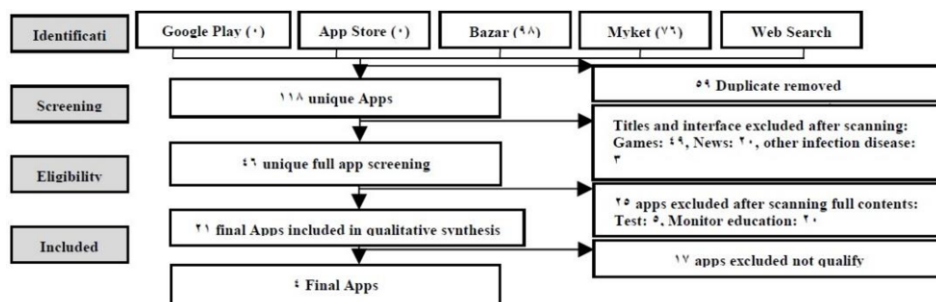 Identificati
Google Play (٠)
App Store (٠)
Bazar (٩٨)
Myket (٧٦)
Web Search
٥٩ Duplicate removed
Screening
١١٨ unique Apps
Titles and interface excluded after scanning:
Games: ٤٩, News: ٢٠, other infection disease:
٣
Eligibility
٤٦ unique full app screening
٢٥ apps excluded after scanning full contents:
Test: ٥, Monitor education: ٢٠
Included
٢١ final Apps included in qualitative synthesis
١٧ apps excluded not qualify
٤ Final Apps